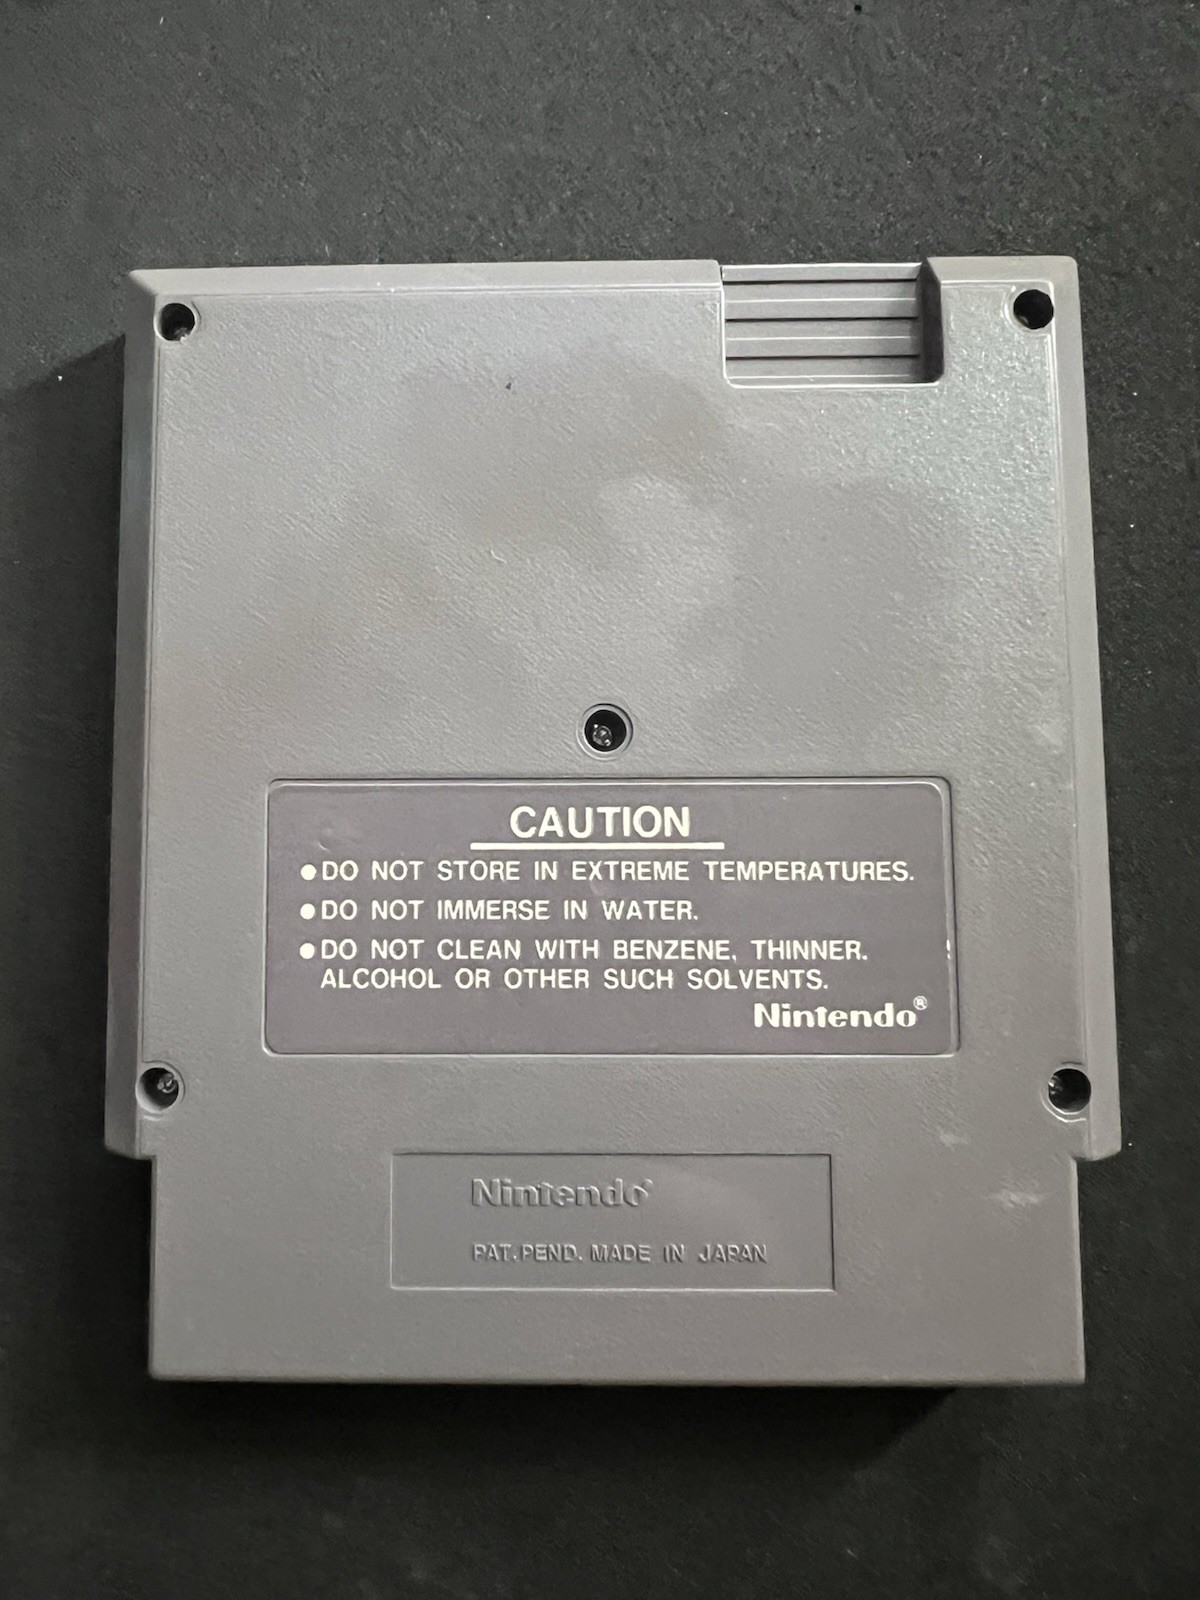 CAUTION
●DO NOT STORE IN EXTREME TEMPERATURES.
●DO NOT IMMERSE IN WATER.
●DO NOT CLEAN WITH BENZENE, THINNER.
ALCOHOL OR OTHER SUCH SOLVENTS.
Nintendo®
Nintendo®
PAT.PEND. MADE IN JAPAN